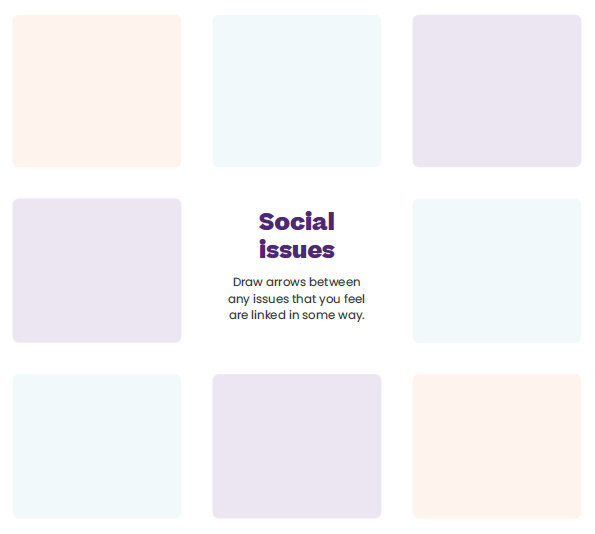 Social
issues
Draw arrows between
any issues that you feel
are linked in some way.